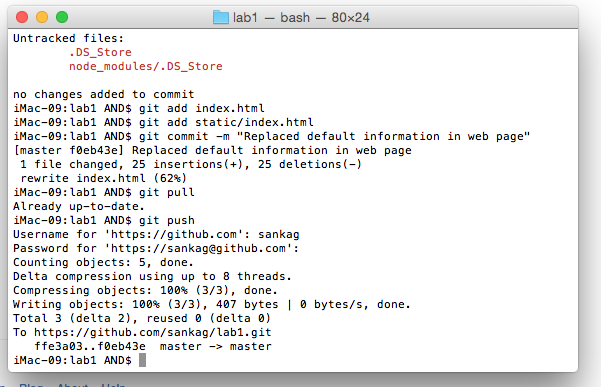 lab1 — bash — 80×24
Untracked files:
.DS_Store
node_modules/.DS_Store
no changes added to commit
iMac-09:lab1 AND$ git add index.html
iMac-09:lab1 AND$ git add static/index.html
iMac-09:lab1 AND$ git commit -m "Replaced default information in web page"
[master f0eb43e] Replaced default information in web page
1 file changed, 25 insertions(+), 25 deletions(-)
rewrite index.html (62%)
iMac-09:lab1 AND$ git pull
Already up-to-date.
iMac-09:lab1 AND$ git push
Username for 'https://github.com': sankag
Password for 'https://sankag@github.com':
Counting objects: 5, done.
Delta compression using up to 8 threads.
Compressing objects: 100% (3/3), done.
Writing objects: 100% (3/3), 407 bytes | 0 bytes/s, done.
Total 3 (delta 2), reused 0 (delta 0)
To https://github.com/sankag/lab1.git
ffe3a03..f0eb43e  master -> master
iMac-09:lab1 AND$